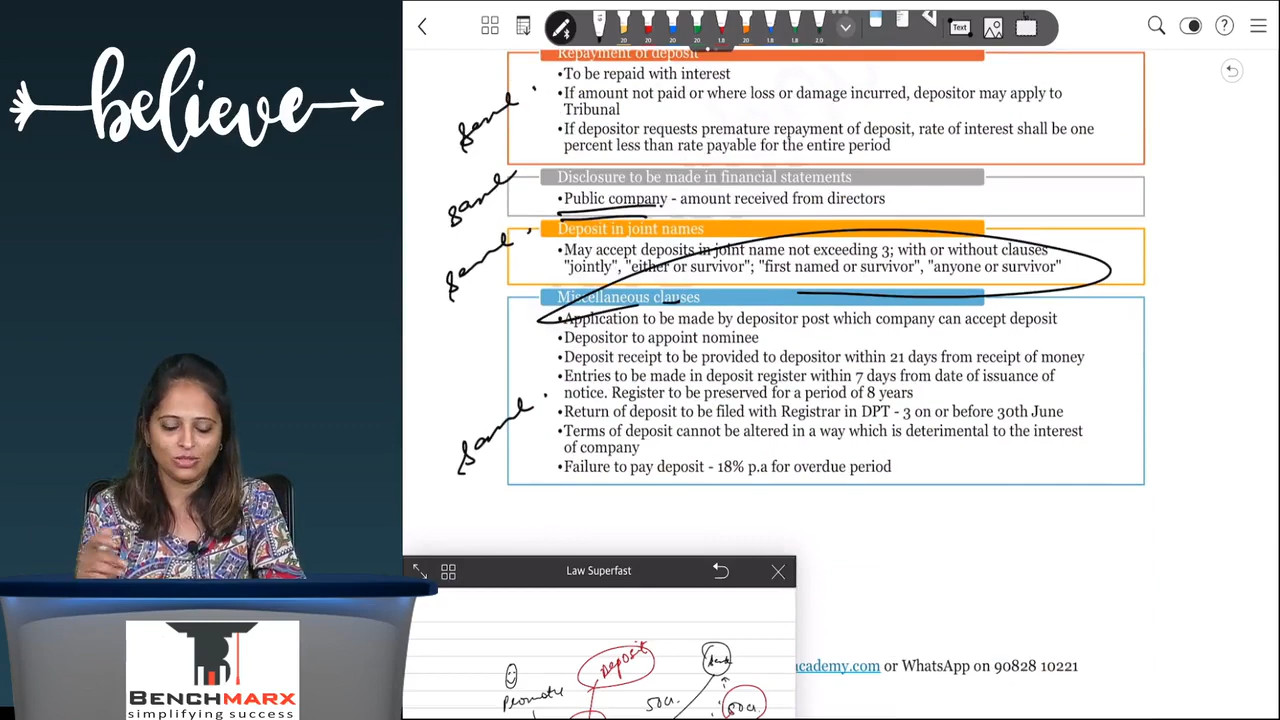 believe
Text
Repayment of deposit
•To be repaid with interest
•If amount not paid or where loss or damage incurred, depositor may apply to
Tribunal
•If depositor requests premature repayment of deposit, rate of interest shall be one
percent less than rate payable for the entire period
same
Disclosure to be made in financial statements
•Public company - amount received from directors
same
Deposit in joint names
•May accept deposits in joint name not exceeding 3; with or without clauses
"jointly", "either or survivor"; "first named or survivor", "anyone or survivor"
same
Miscellaneous clauses
•Application to be made by depositor post which company can accept deposit
•Depositor to appoint nominee
•Deposit receipt to be provided to depositor within 21 days from receipt of money
•Entries to be made in deposit register within 7 days from date of issuance of
notice. Register to be preserved for a period of 8 years
•Return of deposit to be filed with Registrar in DPT - 3 on or before 30th June
•Terms of deposit cannot be altered in a way which is deterimental to the interest
of company
•Failure to pay deposit - 18% p.a for overdue period
same
Law Superfast
Deposit
Bank
Promoter
50cr.
50cr.
academy.com or WhatsApp on 90828 10221
BENCHMARX
simplifying success